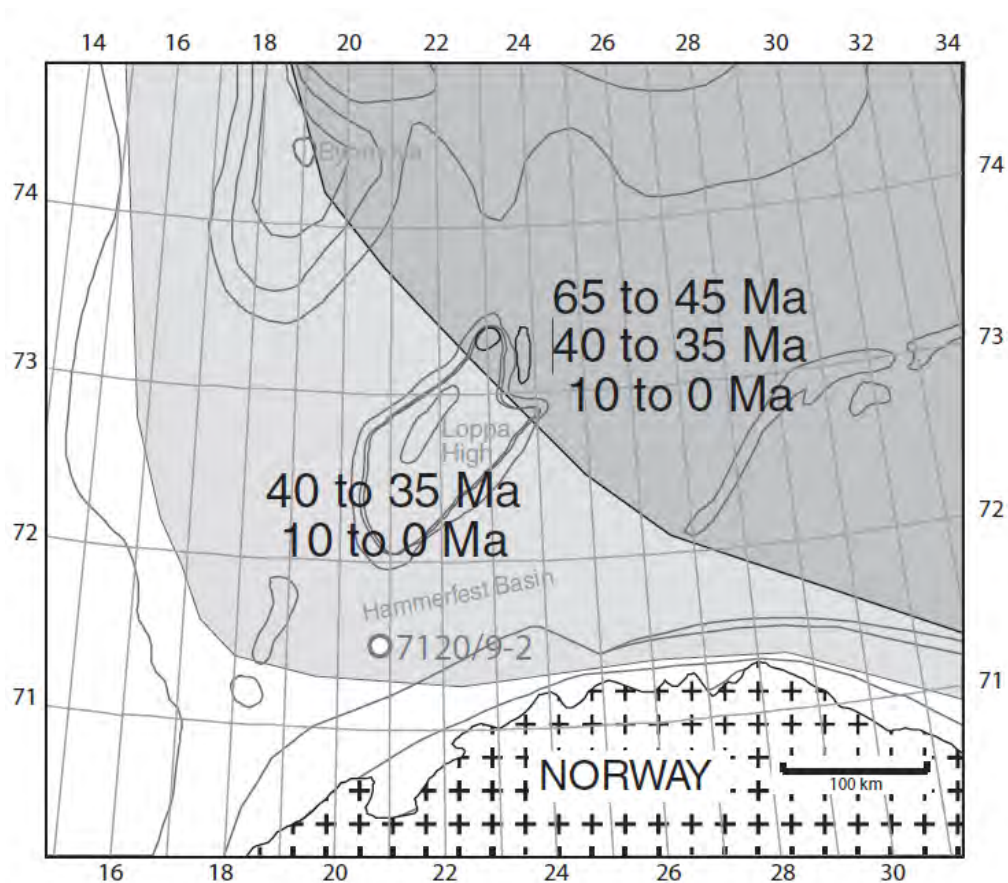 14 16 18 20 22 24 26 28 30 32 34
74
74
73
73
72
72
71
71
65 to 45 Ma
40 to 35 Ma
10 to 0 Ma
Loppa
High
40 to 35 Ma
10 to 0 Ma
Hammerfest Basin
7120/9-2
NORWAY
100 km
16 18 20 22 24 26 28 30